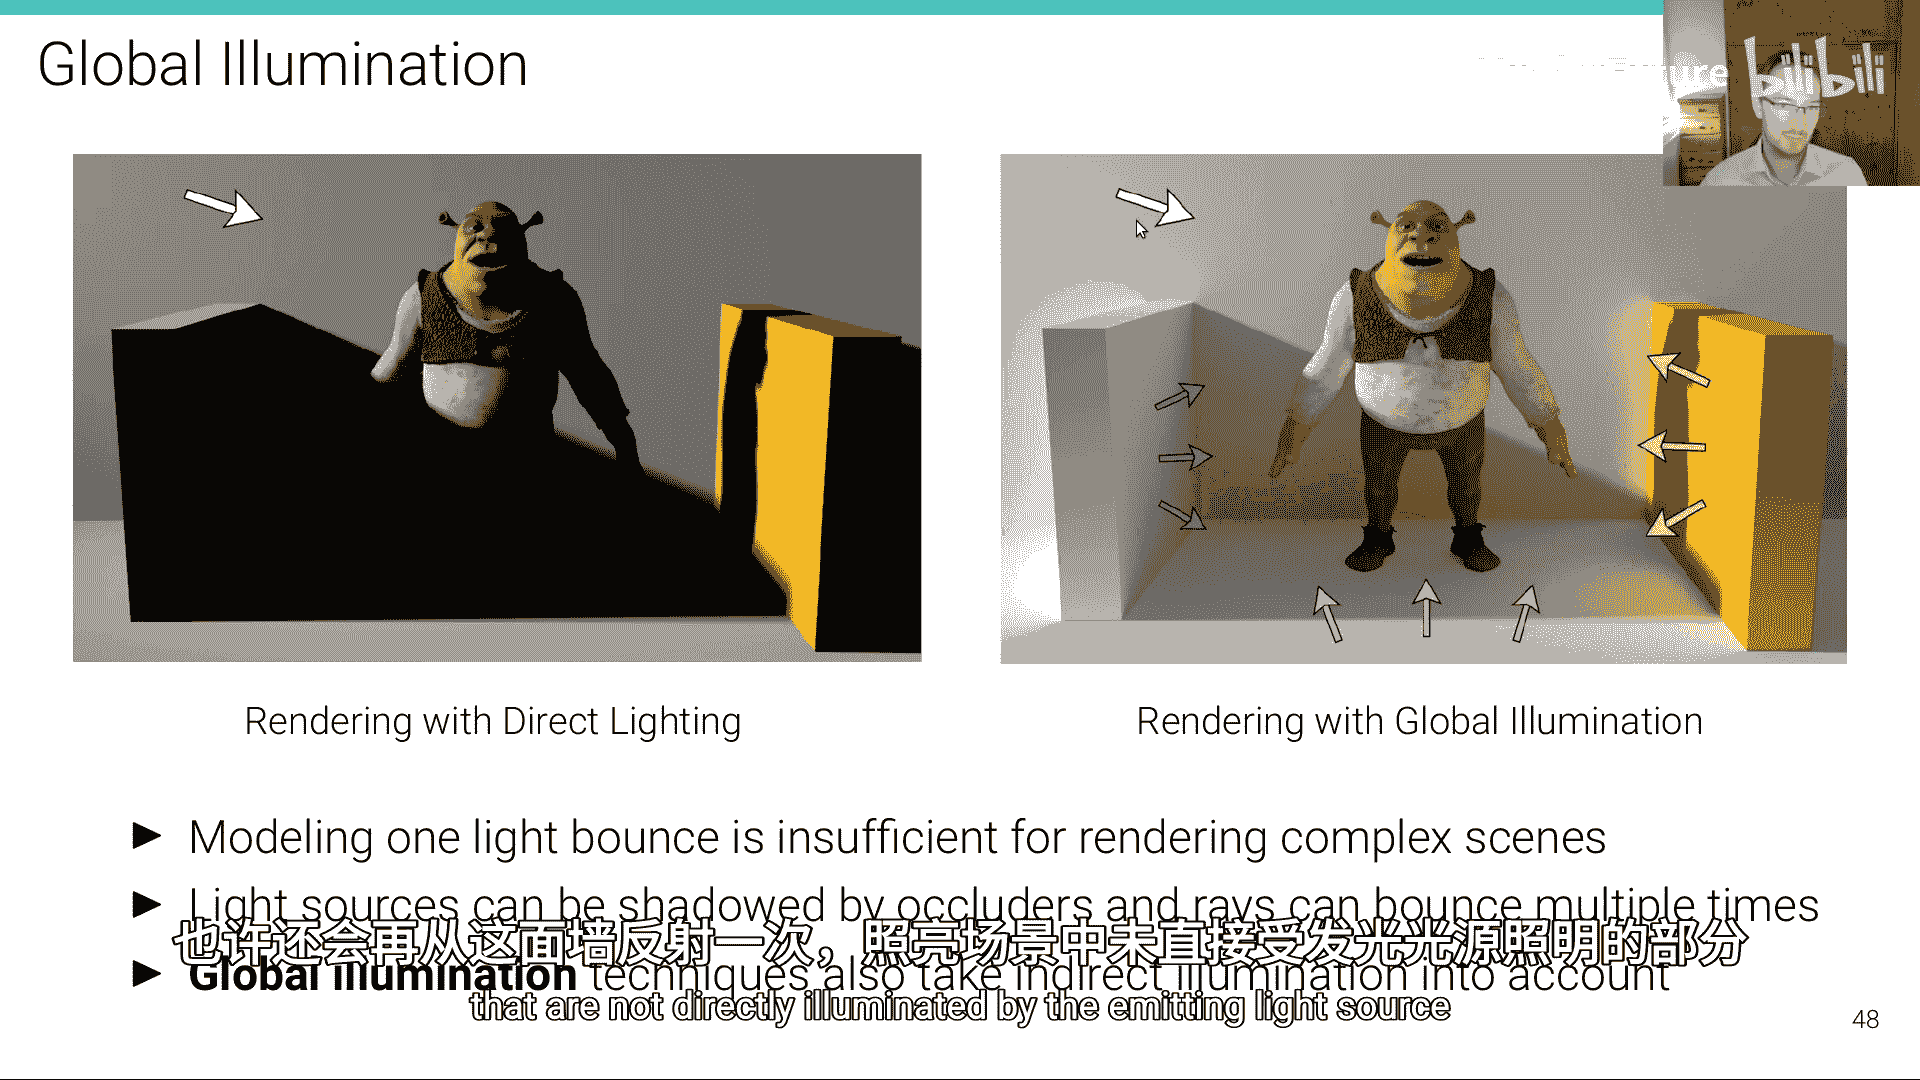 Global Illumination
bilibili
Rendering with Direct Lighting
Rendering with Global Illumination
Modeling one light bounce is insufficient for rendering complex scenes
Light sources can be shadowed by occluders and rays can bounce multiple times
也许还会再从这面墙反射一次，照亮场景中未直接受发光光源照明的部分
Global illumination techniques also take indirect illumination into account
that are not directly illuminated by the emitting light source
48